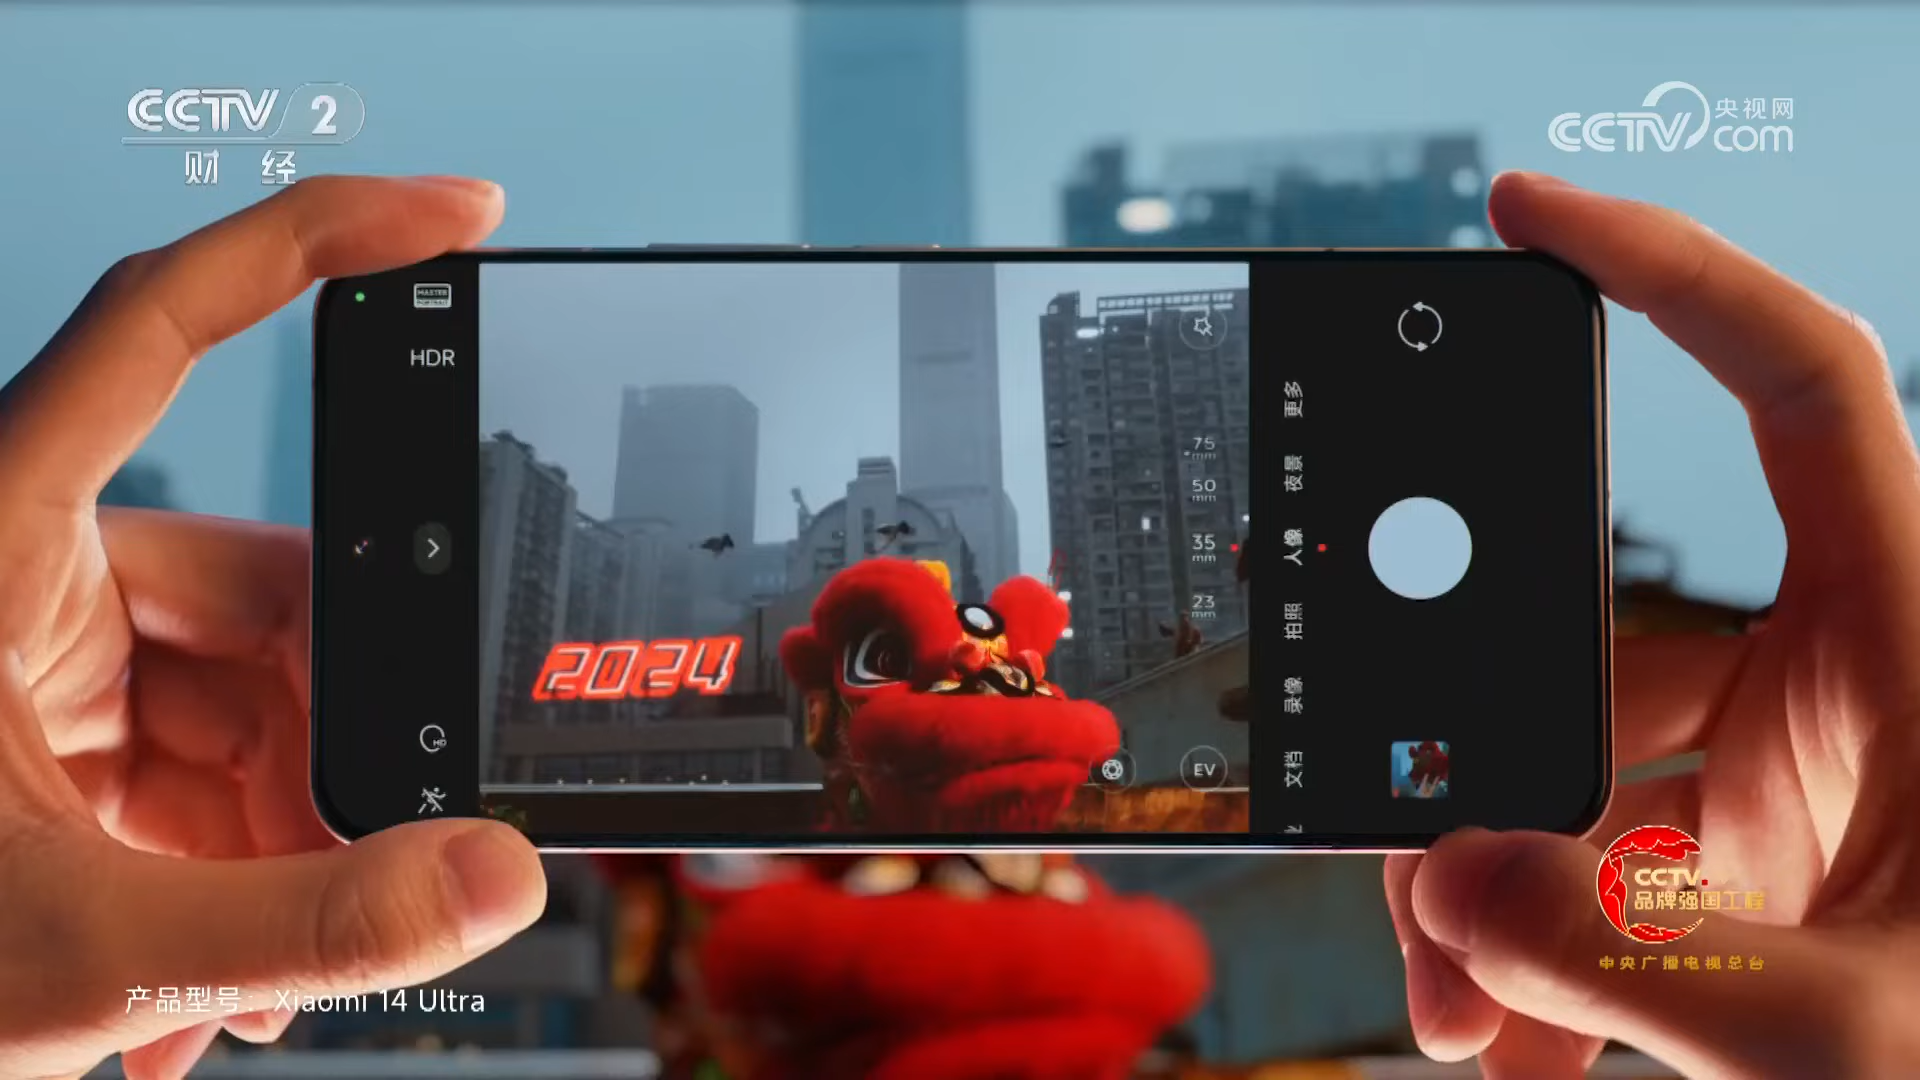 CCTV 2
财 经
央视网
CCTV com
MASTER
PORTRAIT
HDR
75
mm
50
mm
35
mm
23
mm
2024
EV
HD
更多
夜景
人像
拍照
录像
文档
CCTV.
品牌强国工程
中央广播电视总台
产品型号：Xiaomi 14 Ultra